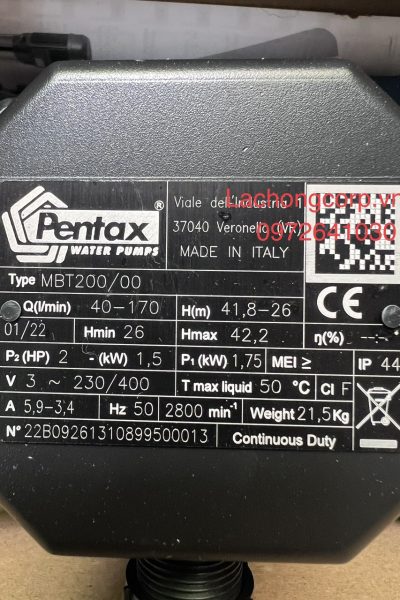 Pentax ®
WATER PUMPS
Viale dell'Industria
37040 Veronella (VR)
MADE IN ITALY
Lachongcorp.vn
0972641030
Type MBT200/00
Q(l/min) 40-170 H(m) 41,8-26
01/22 Hmin 26 Hmax 42,2 η(%) --.-
P₂ (HP) 2 - (kW) 1,5 P₁ (kW) 1,75 MEI ≥ IP 44
V 3 ~ 230/400 T max liquid 50 °C Cl F
A 5,9-3,4 Hz 50 2800 min⁻¹ Weight 21,5Kg
N° 22B09261310899500013 Continuous Duty
CE